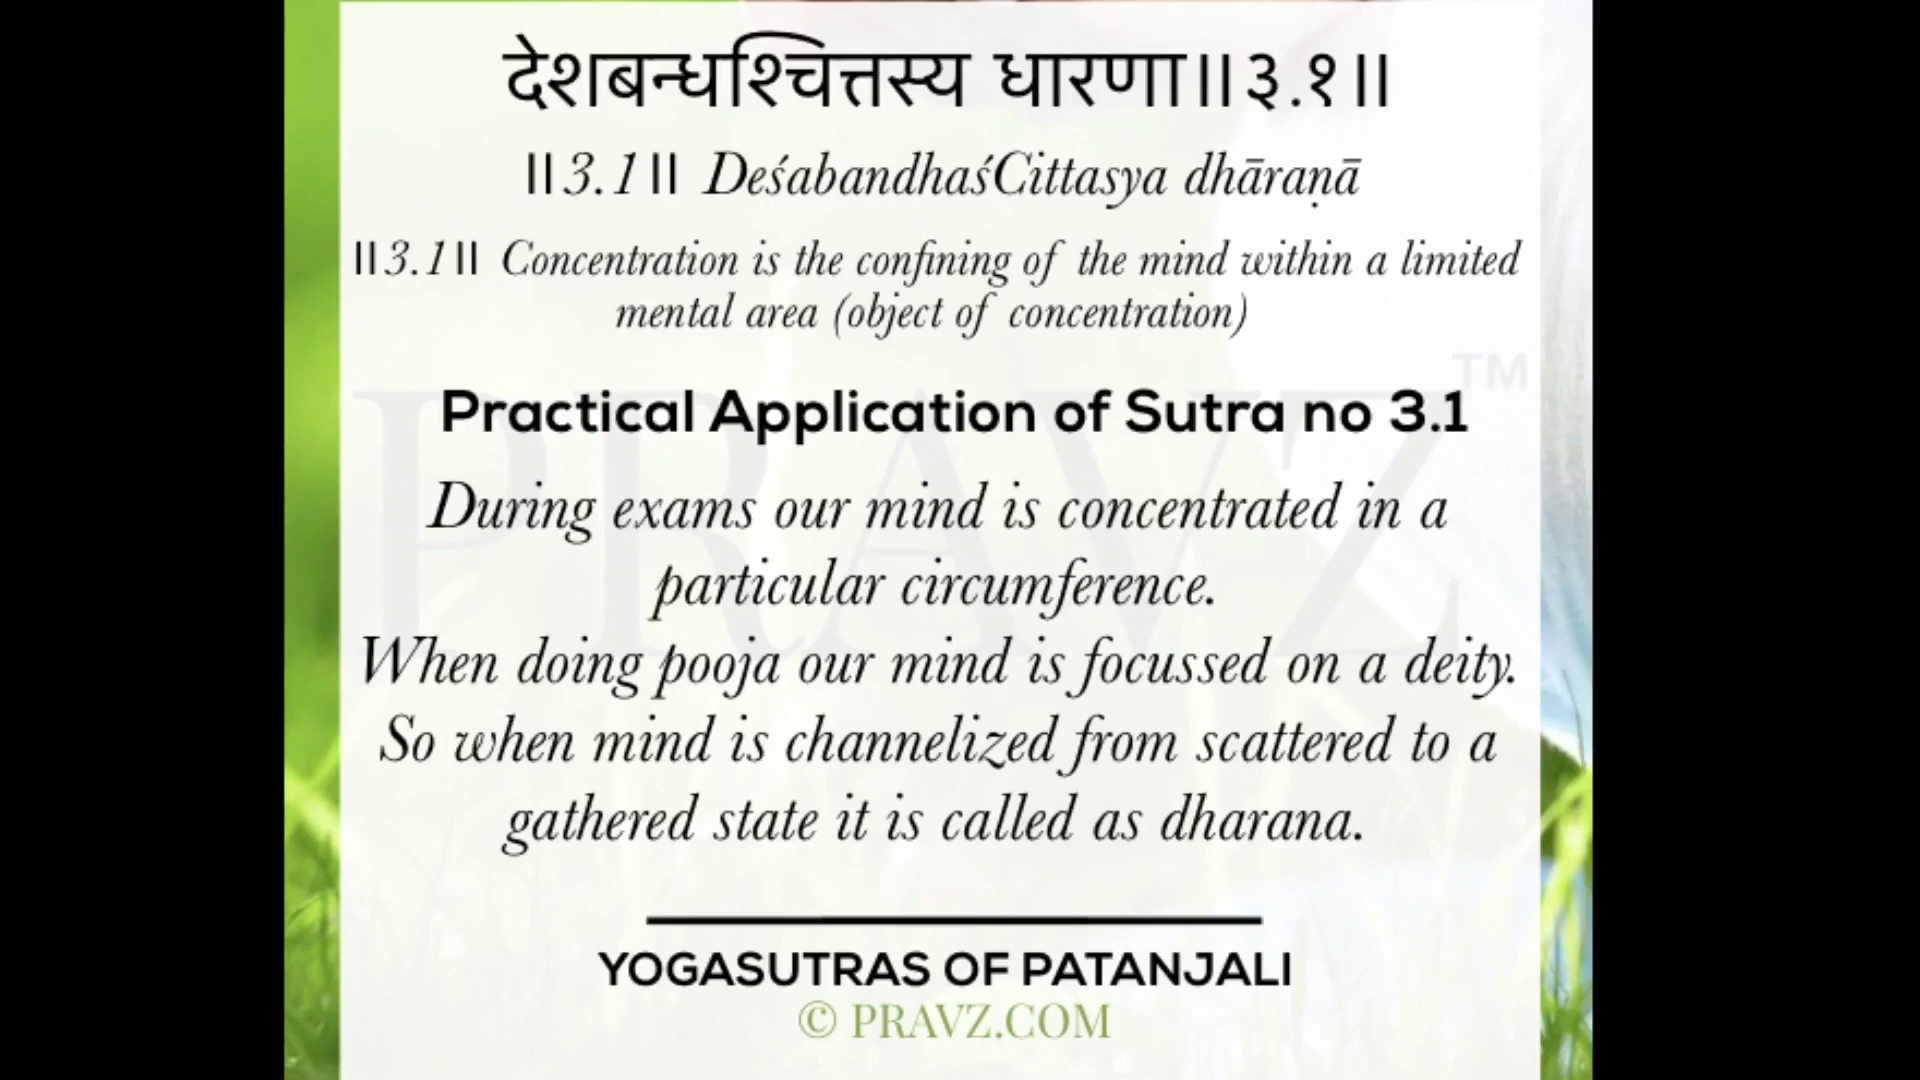 देशबन्धश्चित्तस्य धारणा॥३.१॥
॥3.1॥ DeśabandhaśCittasya dhāraṇā
॥3.1॥ Concentration is the confining of the mind within a limited
mental area (object of concentration)
PRAVZ™
Practical Application of Sutra no 3.1
During exams our mind is concentrated in a
particular circumference.
When doing pooja our mind is focussed on a deity.
So when mind is channelized from scattered to a
gathered state it is called as dharana.
YOGASUTRAS OF PATANJALI
© PRAVZ.COM